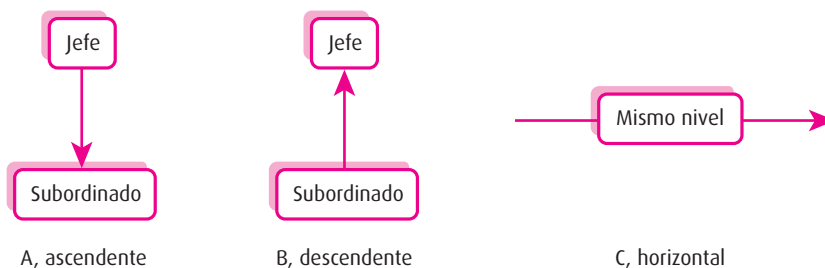 Jefe
Jefe
Mismo nivel
Subordinado
Subordinado
A, ascendente
B, descendente
C, horizontal